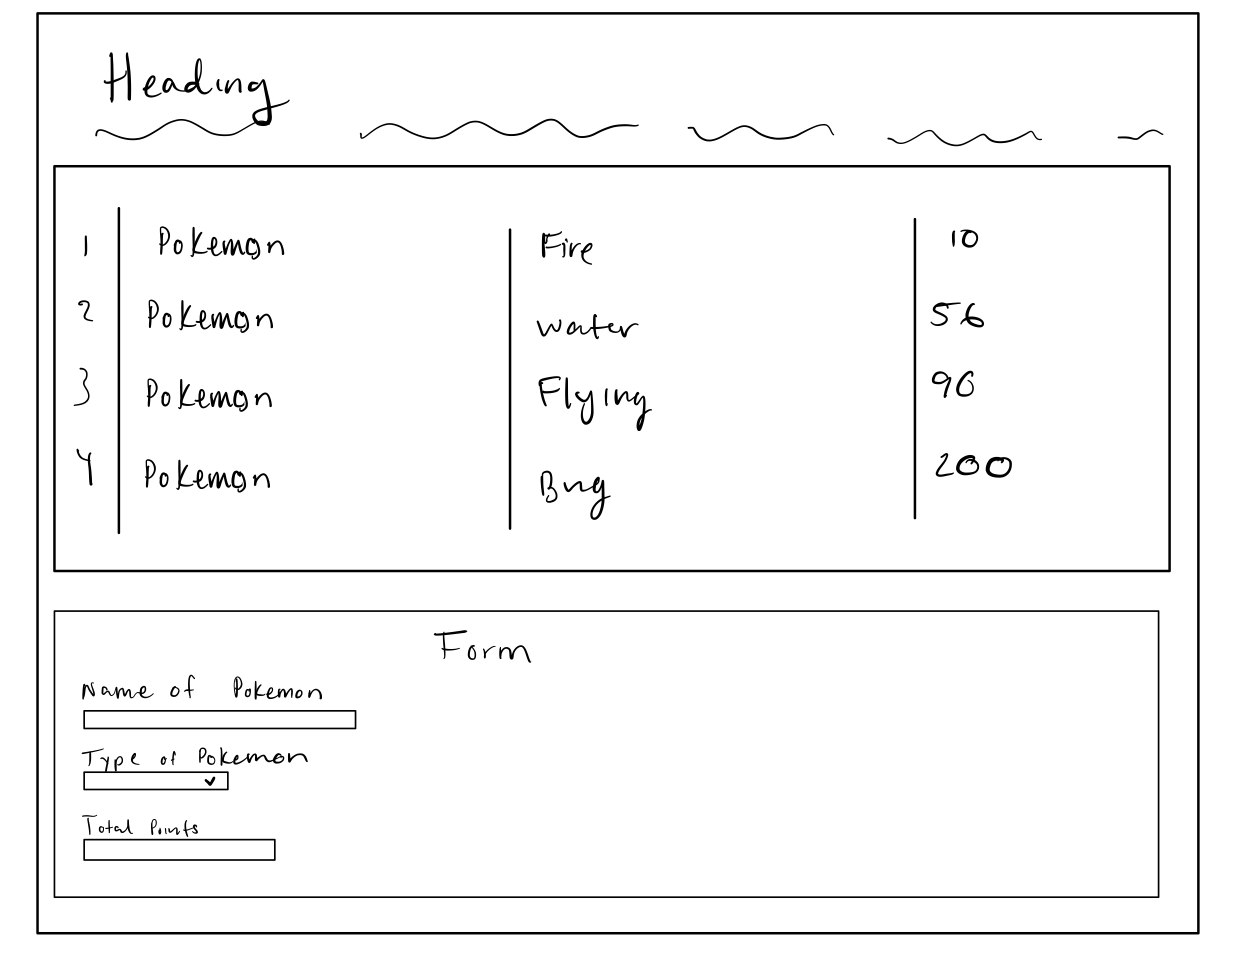 Heading
1 Pokemon Fire 10
2 Pokemon water 56
3 Pokemon Flying 90
4 Pokemon Bug 200
Form
Name of Pokemon
Type of Pokemon
Total Points